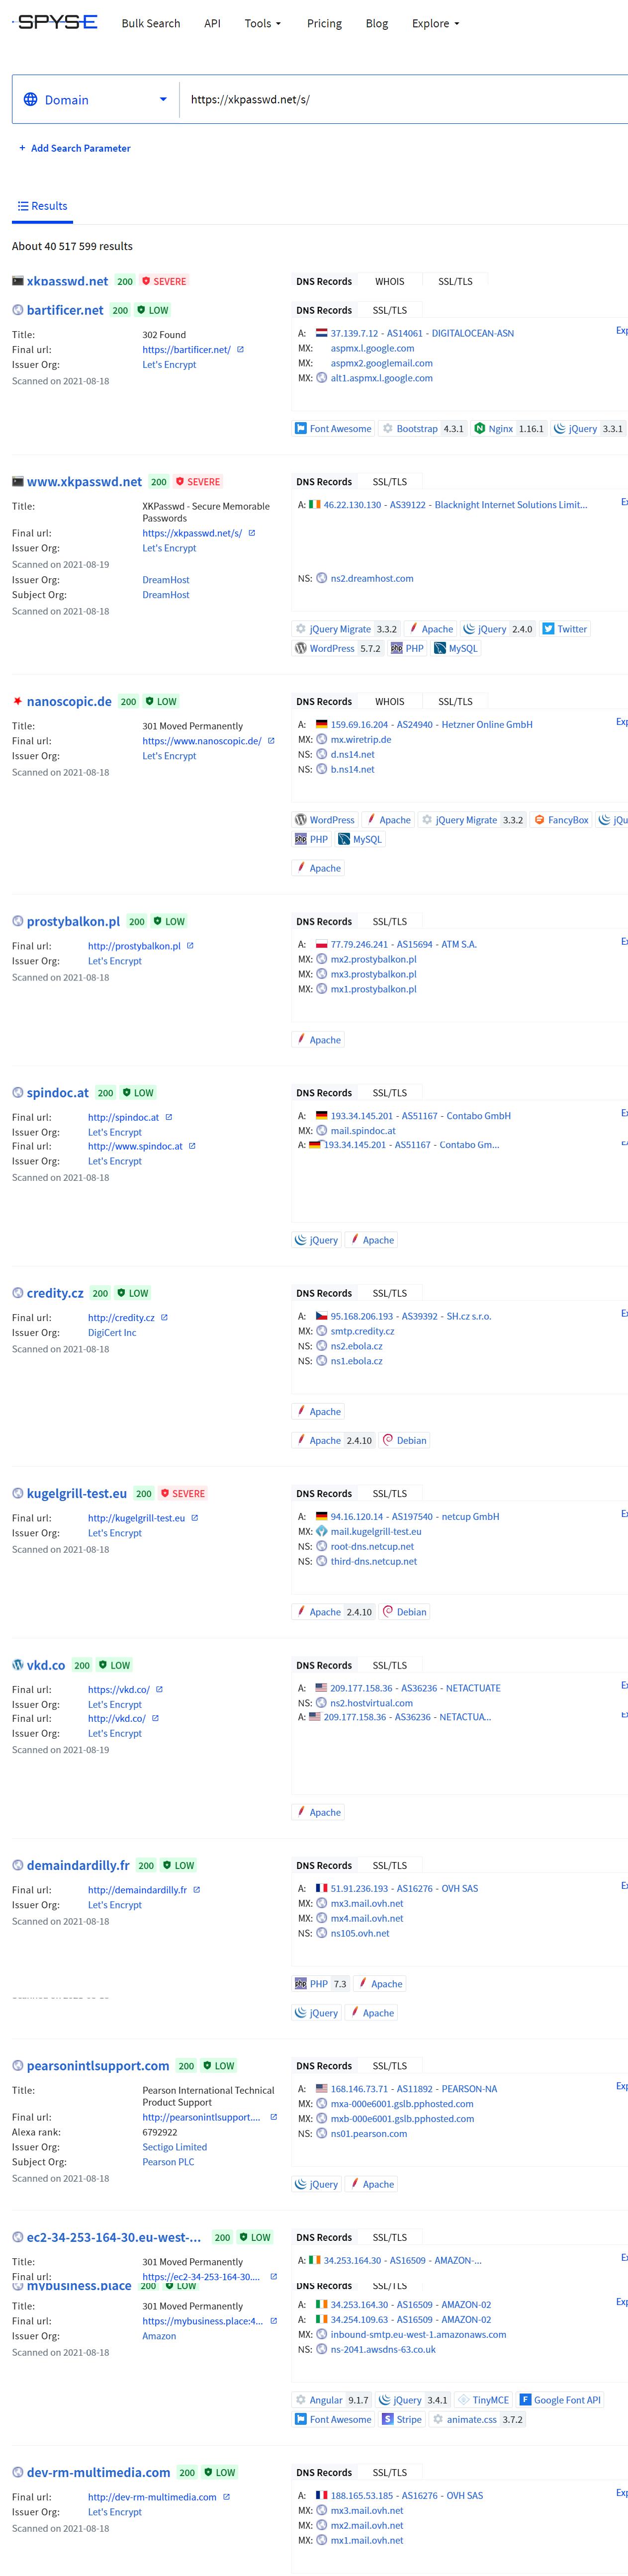 SPYSE Bulk Search API Tools Pricing Blog Explore
Domain https://xkpasswd.net/s/
+ Add Search Parameter
Results
About 40 517 599 results
xkpasswd.net 200 SEVERE DNS Records WHOIS SSL/TLS
bartificer.net 200 LOW DNS Records SSL/TLS
Title: 302 Found A: 37.139.7.12 - AS14061 - DIGITALOCEAN-ASN Exp
Final url: https://bartificer.net/ MX: aspmx.l.google.com
Issuer Org: Let's Encrypt MX: aspmx2.googlemail.com
Scanned on 2021-08-18 MX: alt1.aspmx.l.google.com
Font Awesome Bootstrap 4.3.1 Nginx 1.16.1 jQuery 3.3.1
www.xkpasswd.net 200 SEVERE DNS Records SSL/TLS
Title: XKPasswd - Secure Memorable Passwords A: 46.22.130.130 - AS39122 - Blacknight Internet Solutions Limit... Ex
Final url: https://xkpasswd.net/s/
Issuer Org: Let's Encrypt
Scanned on 2021-08-19
Issuer Org: DreamHost NS: ns2.dreamhost.com
Subject Org: DreamHost
Scanned on 2021-08-18
jQuery Migrate 3.3.2 Apache jQuery 2.4.0 Twitter
WordPress 5.7.2 PHP MySQL
nanoscopic.de 200 LOW DNS Records WHOIS SSL/TLS
Title: 301 Moved Permanently A: 159.69.16.204 - AS24940 - Hetzner Online GmbH Exp
Final url: https://www.nanoscopic.de/ MX: mx.wiretrip.de
Issuer Org: Let's Encrypt NS: d.ns14.net
Scanned on 2021-08-18 NS: b.ns14.net
WordPress Apache jQuery Migrate 3.3.2 FancyBox jQu
PHP MySQL
Apache
prostybalkon.pl 200 LOW DNS Records SSL/TLS
Final url: http://prostybalkon.pl A: 77.79.246.241 - AS15694 - ATM S.A. Ex
Issuer Org: Let's Encrypt MX: mx2.prostybalkon.pl
Scanned on 2021-08-18 MX: mx3.prostybalkon.pl
MX: mx1.prostybalkon.pl
Apache
spindoc.at 200 LOW DNS Records SSL/TLS
Final url: http://spindoc.at A: 193.34.145.201 - AS51167 - Contabo GmbH Ex
Issuer Org: Let's Encrypt MX: mail.spindoc.at
Final url: http://www.spindoc.at A: 193.34.145.201 - AS51167 - Contabo Gm...
Issuer Org: Let's Encrypt
Scanned on 2021-08-18
jQuery Apache
credity.cz 200 LOW DNS Records SSL/TLS
Final url: http://credity.cz A: 95.168.206.193 - AS39392 - SH.cz s.r.o. Ex
Issuer Org: DigiCert Inc MX: smtp.credity.cz
Scanned on 2021-08-18 NS: ns2.ebola.cz
NS: ns1.ebola.cz
Apache
Apache 2.4.10 Debian
kugelgrill-test.eu 200 SEVERE DNS Records SSL/TLS
Final url: http://kugelgrill-test.eu A: 94.16.120.14 - AS197540 - netcup GmbH Ex
Issuer Org: Let's Encrypt MX: mail.kugelgrill-test.eu
Scanned on 2021-08-18 NS: root-dns.netcup.net
NS: third-dns.netcup.net
Apache 2.4.10 Debian
vkd.co 200 LOW DNS Records SSL/TLS
Final url: https://vkd.co/ A: 209.177.158.36 - AS36236 - NETACTUATE Ex
Issuer Org: Let's Encrypt NS: ns2.hostvirtual.com
Final url: http://vkd.co/ A: 209.177.158.36 - AS36236 - NETACTUA...
Issuer Org: Let's Encrypt
Scanned on 2021-08-19
Apache
demaindardilly.fr 200 LOW DNS Records SSL/TLS
Final url: http://demaindardilly.fr A: 51.91.236.193 - AS16276 - OVH SAS Ex
Issuer Org: Let's Encrypt MX: mx3.mail.ovh.net
Scanned on 2021-08-18 MX: mx4.mail.ovh.net
NS: ns105.ovh.net
PHP 7.3 Apache
jQuery Apache
pearsonintlsupport.com 200 LOW DNS Records SSL/TLS
Title: Pearson International Technical Product Support A: 168.146.73.71 - AS11892 - PEARSON-NA Exp
MX: mxa-000e6001.gslb.pphosted.com
Final url: http://pearsonintlsupport.... MX: mxb-000e6001.gslb.pphosted.com
Alexa rank: 6792922 NS: ns01.pearson.com
Issuer Org: Sectigo Limited
Subject Org: Pearson PLC
Scanned on 2021-08-18 jQuery Apache
ec2-34-253-164-30.eu-west-... 200 LOW DNS Records SSL/TLS
Title: 301 Moved Permanently A: 34.253.164.30 - AS16509 - AMAZON-... Ex
Final url: https://ec2-34-253-164-30....
mybusiness.place 200 LOW DNS Records SSL/TLS
Title: 301 Moved Permanently A: 34.253.164.30 - AS16509 - AMAZON-02 Exp
Final url: https://mybusiness.place:4... A: 34.254.109.63 - AS16509 - AMAZON-02
Issuer Org: Amazon MX: inbound-smtp.eu-west-1.amazonaws.com
Scanned on 2021-08-18 NS: ns-2041.awsdns-63.co.uk
Angular 9.1.7 jQuery 3.4.1 TinyMCE Google Font API
Font Awesome Stripe animate.css 3.7.2
dev-rm-multimedia.com 200 LOW DNS Records SSL/TLS
Final url: http://dev-rm-multimedia.com A: 188.165.53.185 - AS16276 - OVH SAS Exp
Issuer Org: Let's Encrypt MX: mx3.mail.ovh.net
Scanned on 2021-08-18 MX: mx2.mail.ovh.net
MX: mx1.mail.ovh.net